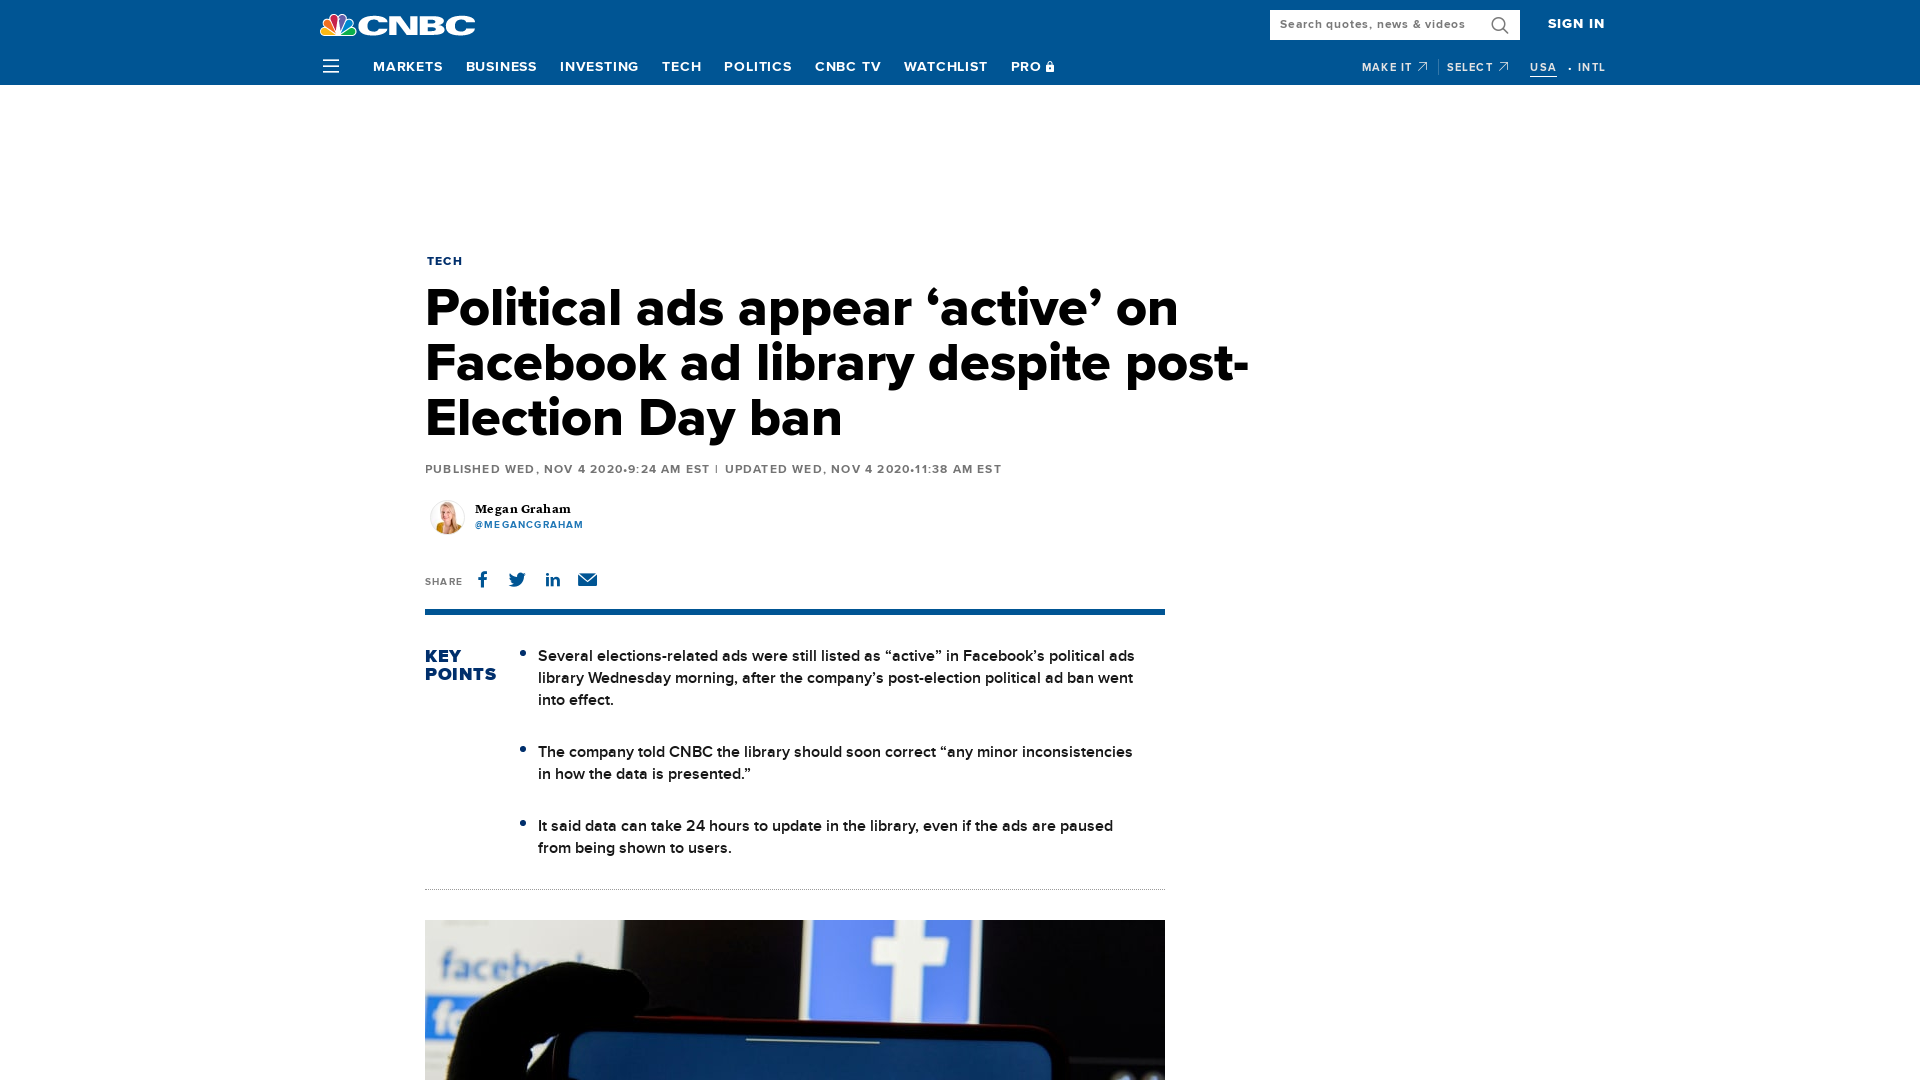 CNBC
Search quotes, news & videos
SIGN IN
MARKETS BUSINESS INVESTING TECH POLITICS CNBC TV WATCHLIST PRO
MAKE IT SELECT USA • INTL
TECH
Political ads appear ‘active’ on
Facebook ad library despite post-
Election Day ban
PUBLISHED WED, NOV 4 2020•9:24 AM EST | UPDATED WED, NOV 4 2020•11:38 AM EST
Megan Graham
@MEGANCGRAHAM
SHARE
KEY
POINTS
• Several elections-related ads were still listed as “active” in Facebook’s political ads
library Wednesday morning, after the company’s post-election political ad ban went
into effect.
• The company told CNBC the library should soon correct “any minor inconsistencies
in how the data is presented.”
• It said data can take 24 hours to update in the library, even if the ads are paused
from being shown to users.
facebook